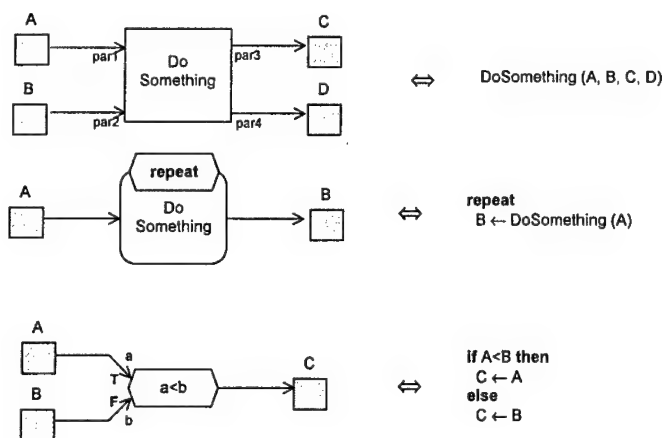 A
par1
B
par2
Do
Something
par3
C
par4
D
⇔
DoSomething (A, B, C, D)
A
repeat
Do
Something
B
⇔
repeat
B ← DoSomething (A)
A
a
T
B
F
b
a<b
C
⇔
if A<B then
C ← A
else
C ← B